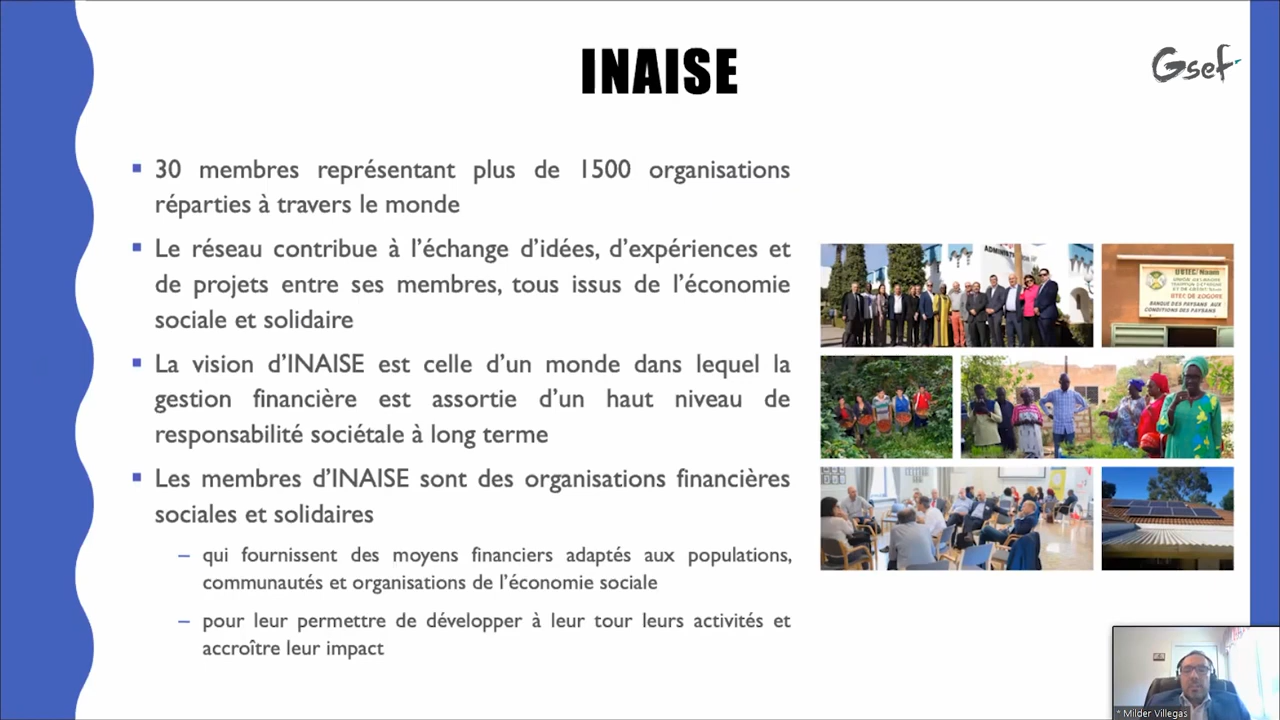 INAISE
Gsef
30 membres représentant plus de 1500 organisations
réparties à travers le monde
Le réseau contribue à l'échange d'idées, d'expériences et
de projets entre ses membres, tous issus de l'économie
sociale et solidaire
La vision d'INAISE est celle d'un monde dans lequel la
gestion financière est assortie d'un haut niveau de
responsabilité sociétale à long terme
Les membres d'INAISE sont des organisations financières
sociales et solidaires
– qui fournissent des moyens financiers adaptés aux populations,
communautés et organisations de l'économie sociale
– pour leur permettre de développer à leur tour leurs activités et
accroître leur impact
BANQUE DES PAYSANS AUX
CONDITIONS DES PAYSANS
* Milder Villegas